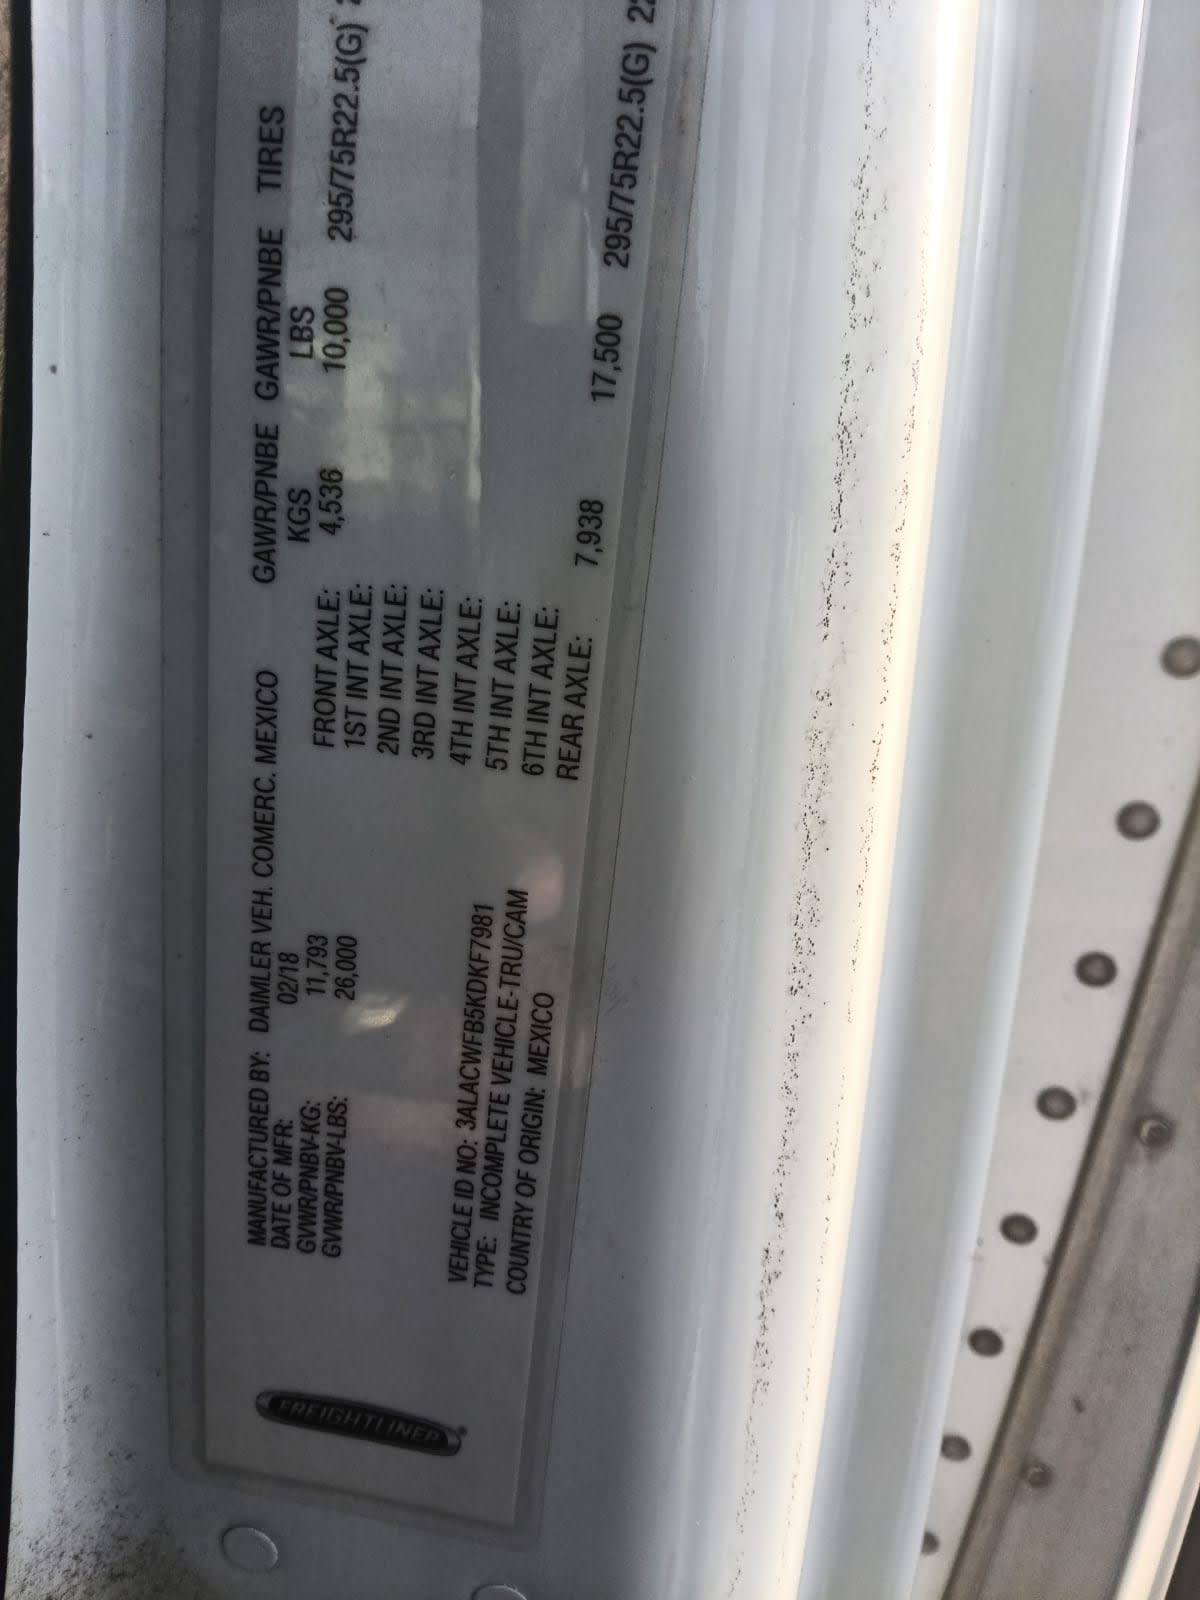 FREIGHTLINER®
MANUFACTURED BY: DAIMLER VEH. COMERC. MEXICO
DATE OF MFR: 02/18
GVWR/PNBV-KG: 11,793
GVWR/PNBV-LBS: 26,000
VEHICLE ID NO: 3ALACWFB5KDKF7981
TYPE: INCOMPLETE VEHICLE-TRU/CAM
COUNTRY OF ORIGIN: MEXICO
GAWR/PNBE GAWR/PNBE TIRES
KGS LBS
FRONT AXLE: 4,536 10,000 295/75R22.5(G)
1ST INT AXLE:
2ND INT AXLE:
3RD INT AXLE:
4TH INT AXLE:
5TH INT AXLE:
6TH INT AXLE:
REAR AXLE: 7,938 17,500 295/75R22.5(G)